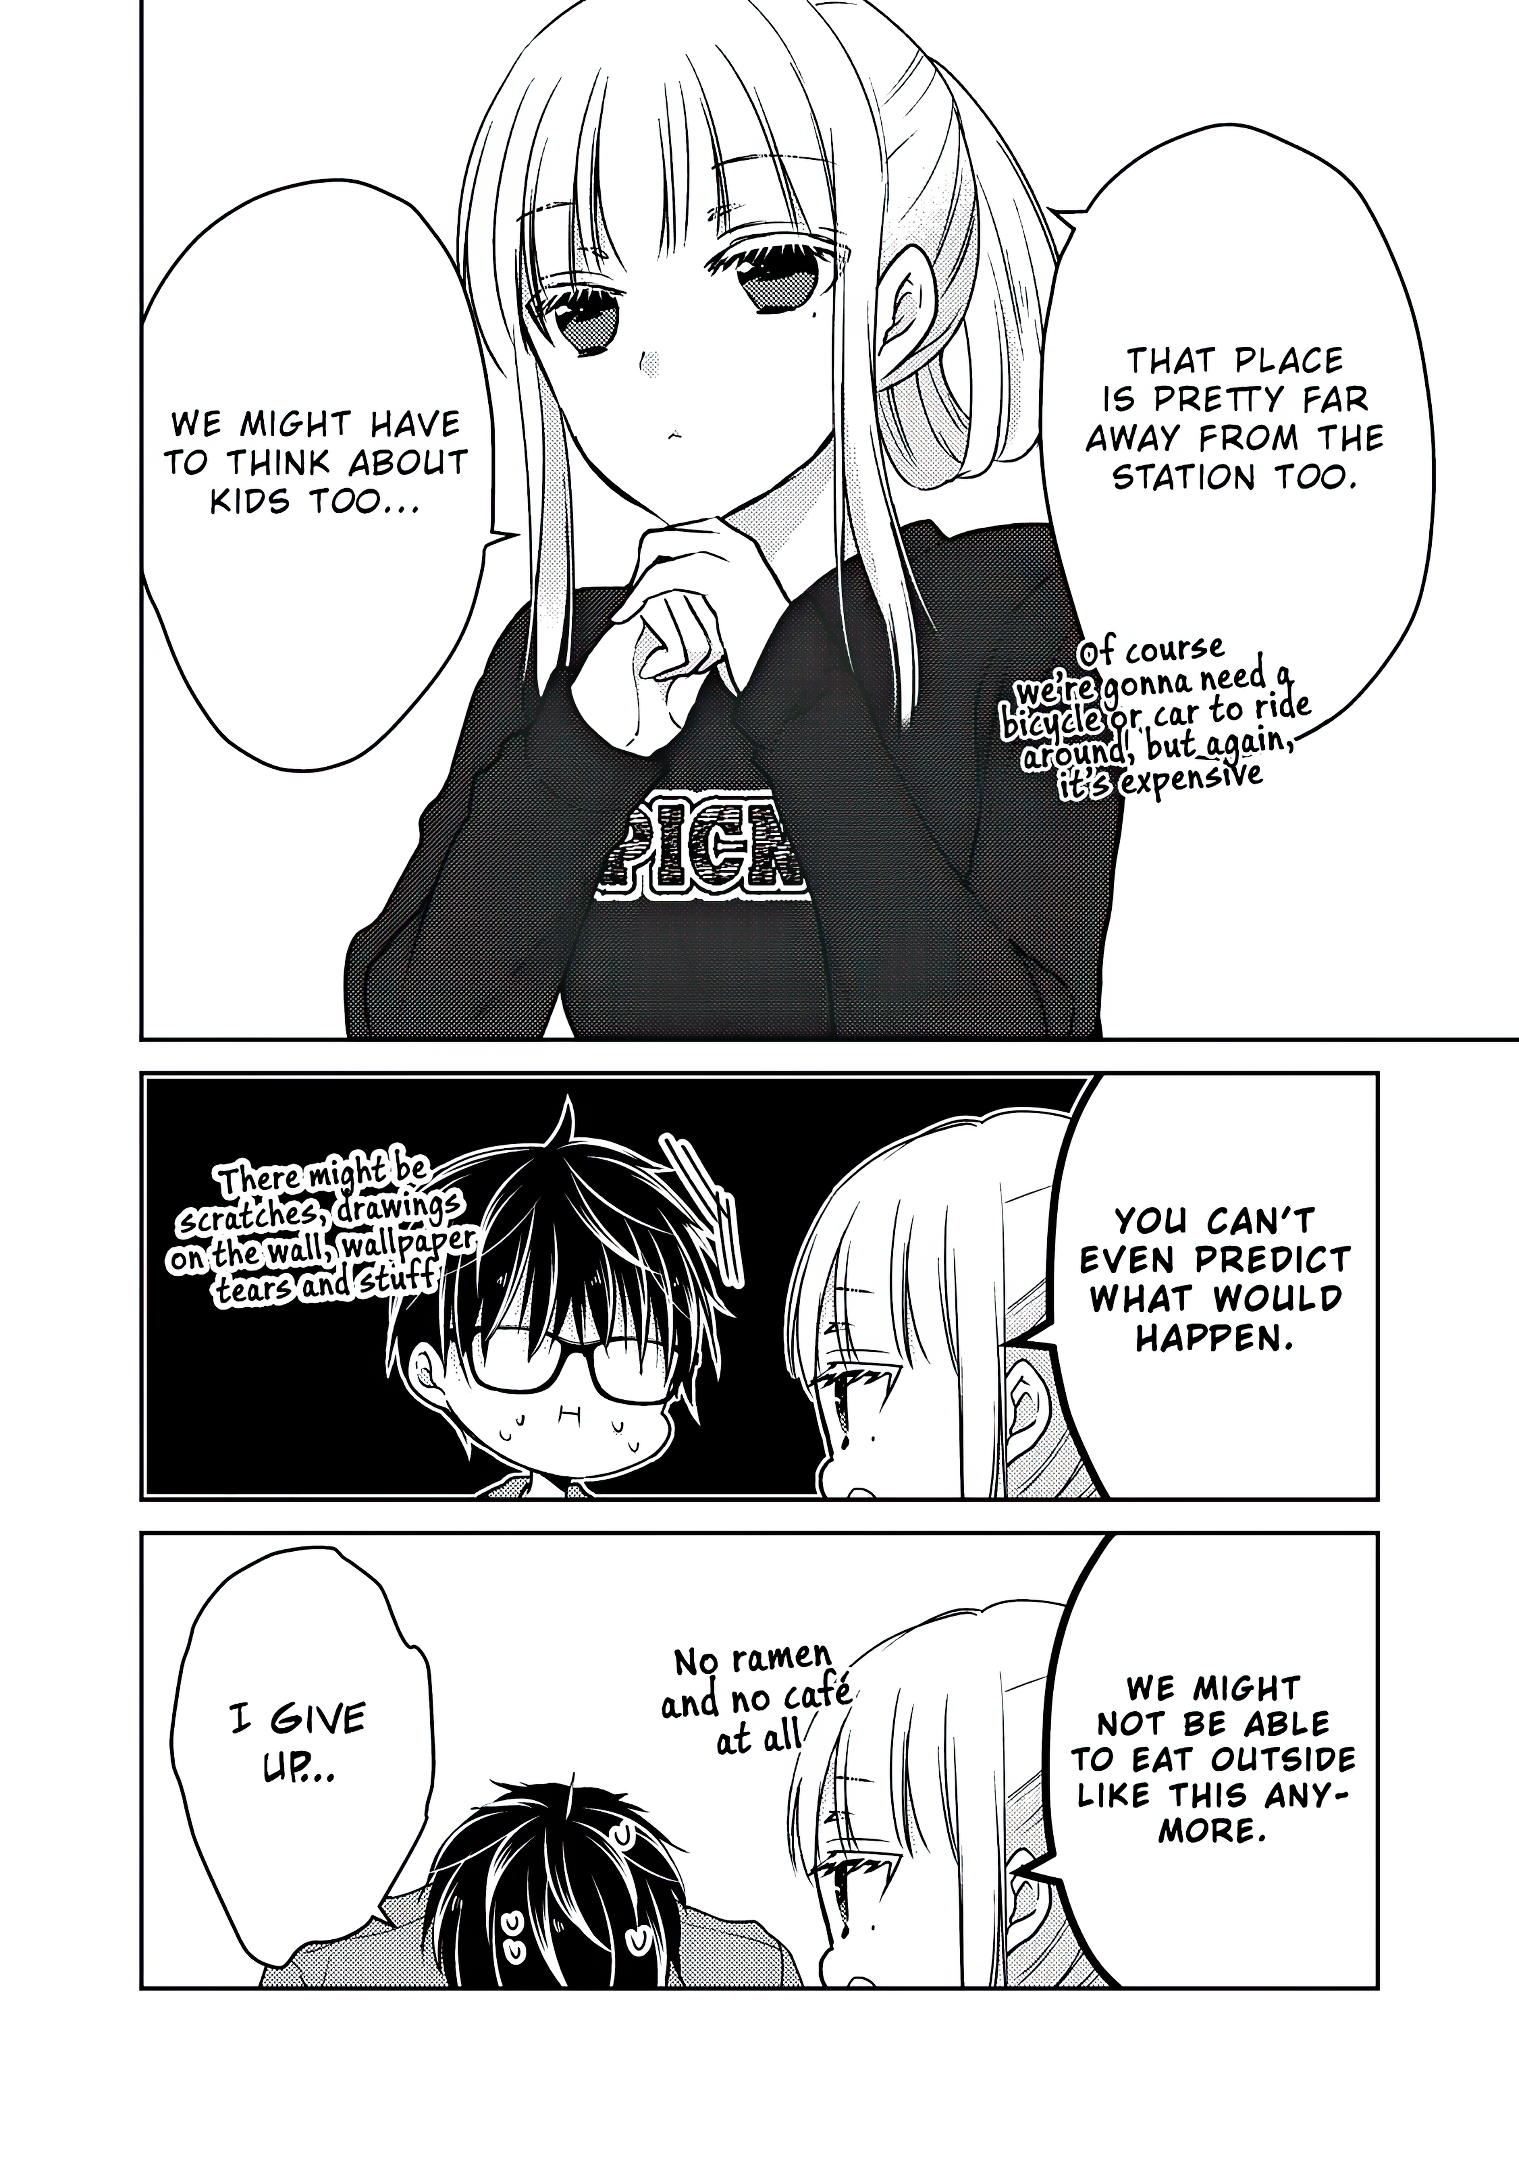 THAT PLACE
IS PRETTY FAR
AWAY FROM THE
STATION TOO.
Of course
we're gonna need a
bicycle or car to ride
around, but again,
it's expensive
WE MIGHT HAVE
TO THINK ABOUT
KIDS TOO...
PICN
YOU CAN'T
EVEN PREDICT
WHAT WOULD
HAPPEN.
There might be
scratches, drawings
on the wall, wallpaper
tears and stuff
WE MIGHT
NOT BE ABLE
TO EAT OUTSIDE
LIKE THIS ANY-
MORE.
No ramen
and no café
at all
I GIVE
UP...